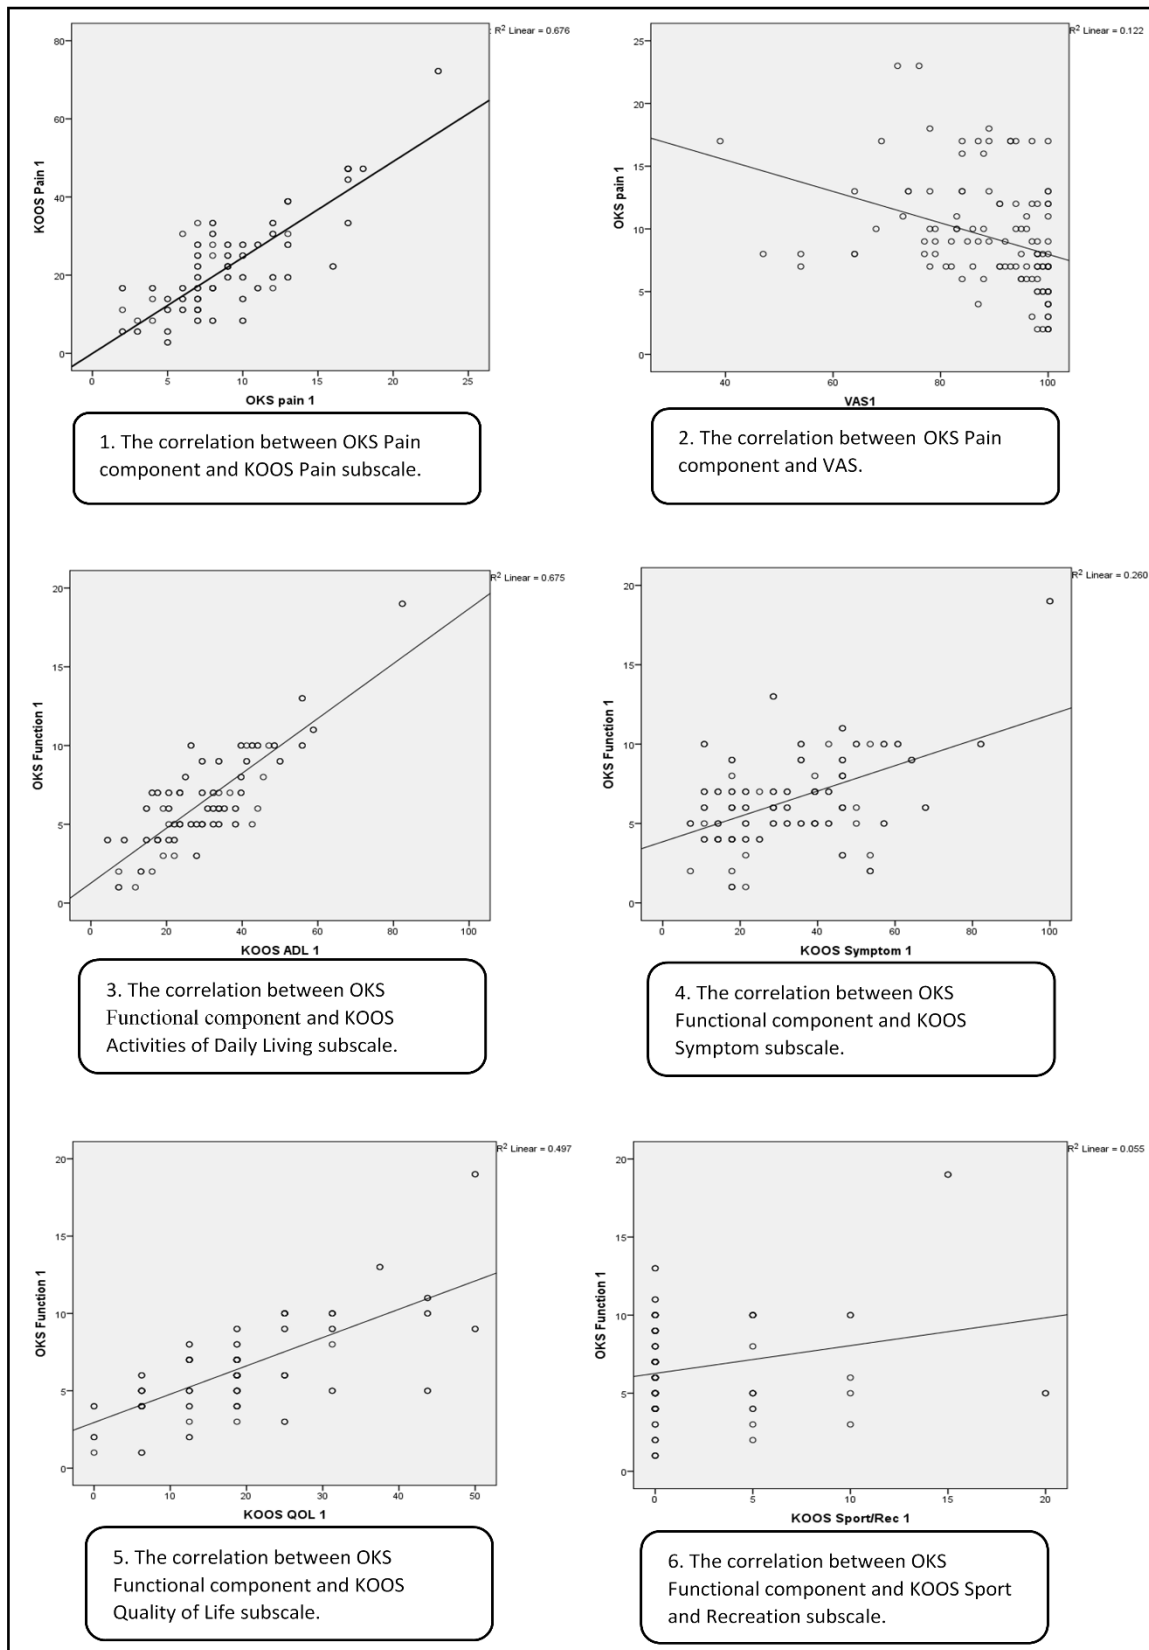 : R² Linear = 0.676
80
60
40
20
0
KOOS Pain 1
0 5 10 15 20 25
OKS pain 1
1. The correlation between OKS Pain
component and KOOS Pain subscale.
R² Linear = 0.122
25
20
15
10
5
0
OKS pain 1
40 60 80 100
VAS1
2. The correlation between OKS Pain
component and VAS.
R² Linear = 0.675
20
15
10
5
0
OKS Function 1
0 20 40 60 80 100
KOOS ADL 1
3. The correlation between OKS
Functional component and KOOS
Activities of Daily Living subscale.
R² Linear = 0.260
20
15
10
5
0
OKS Function 1
0 20 40 60 80 100
KOOS Symptom 1
4. The correlation between OKS
Functional component and KOOS
Symptom subscale.
R² Linear = 0.497
20
15
10
5
0
OKS Function 1
0 10 20 30 40 50
KOOS QOL 1
5. The correlation between OKS
Functional component and KOOS
Quality of Life subscale.
R² Linear = 0.055
20
15
10
5
0
OKS Function 1
0 5 10 15 20
KOOS Sport/Rec 1
6. The correlation between OKS
Functional component and KOOS Sport
and Recreation subscale.